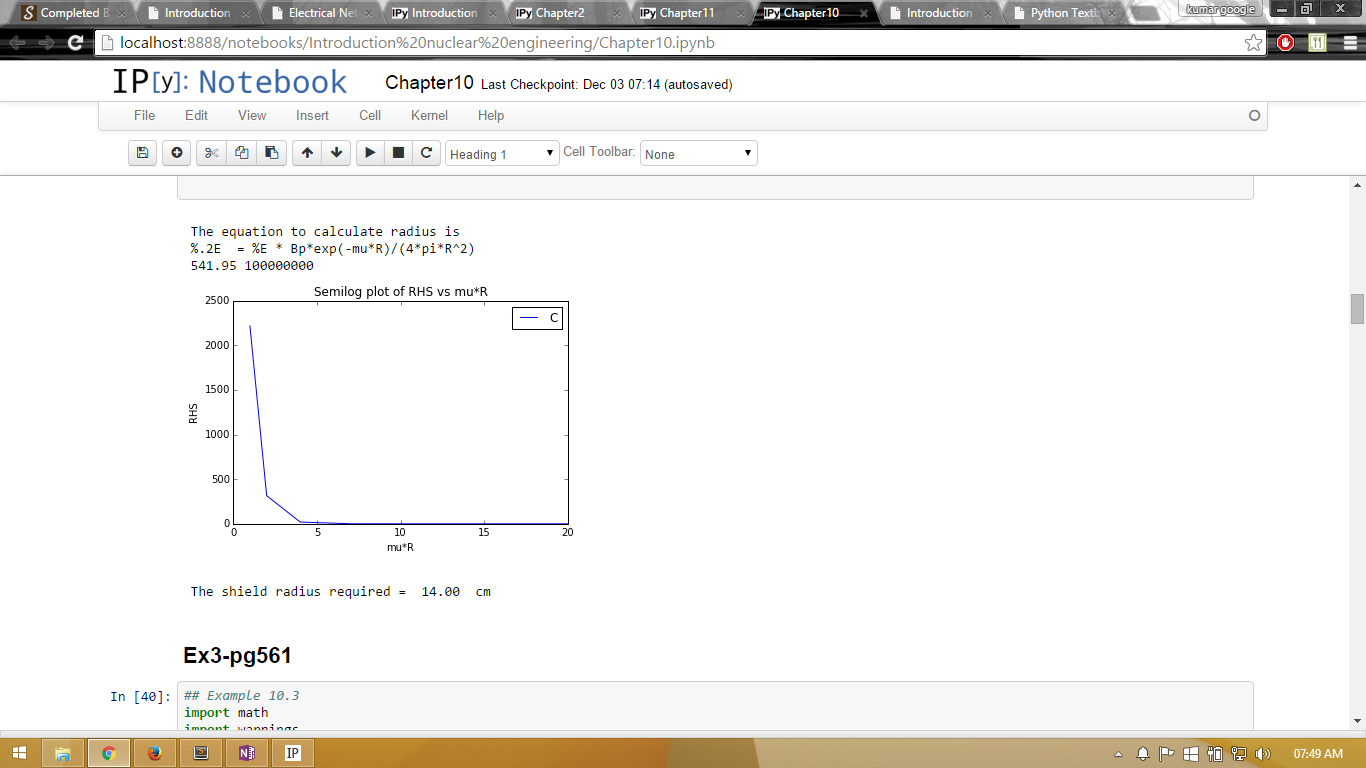 Completed B
Introduction
Electrical Net
IPy Introduction
IPy Chapter2
IPy Chapter11
IPy Chapter10
Introduction
Python Textb
kumar google
localhost:8888/notebooks/Introduction%20nuclear%20engineering/Chapter10.ipynb
IP[y]: Notebook
Chapter10 Last Checkpoint: Dec 03 07:14 (autosaved)
File Edit View Insert Cell Kernel Help
Heading 1 Cell Toolbar: None
The equation to calculate radius is
%.2E  = %E * Bp*exp(-mu*R)/(4*pi*R^2)
541.95 100000000
Semilog plot of RHS vs mu*R
2500
C
2000
1500
RHS
1000
500
0
0 5 10 15 20
mu*R
The shield radius required =  14.00  cm
Ex3-pg561
In [40]: ## Example 10.3
import math
import warnings
IP
07:49 AM